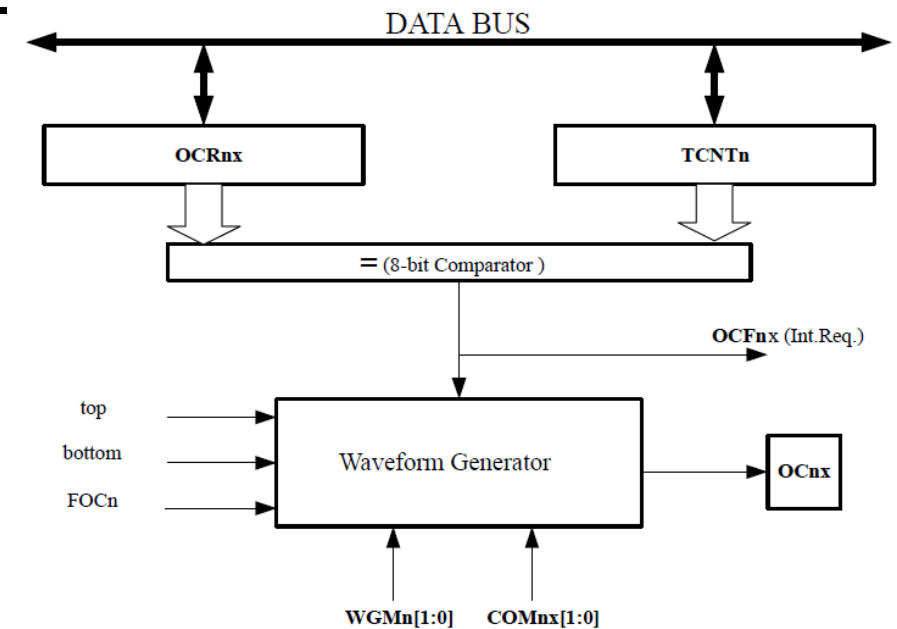 DATA BUS
OCRnx
TCNTn
= (8-bit Comparator )
OCFnx (Int.Req.)
top
bottom
FOCn
Waveform Generator
OCnx
WGMn[1:0]
COMnx[1:0]